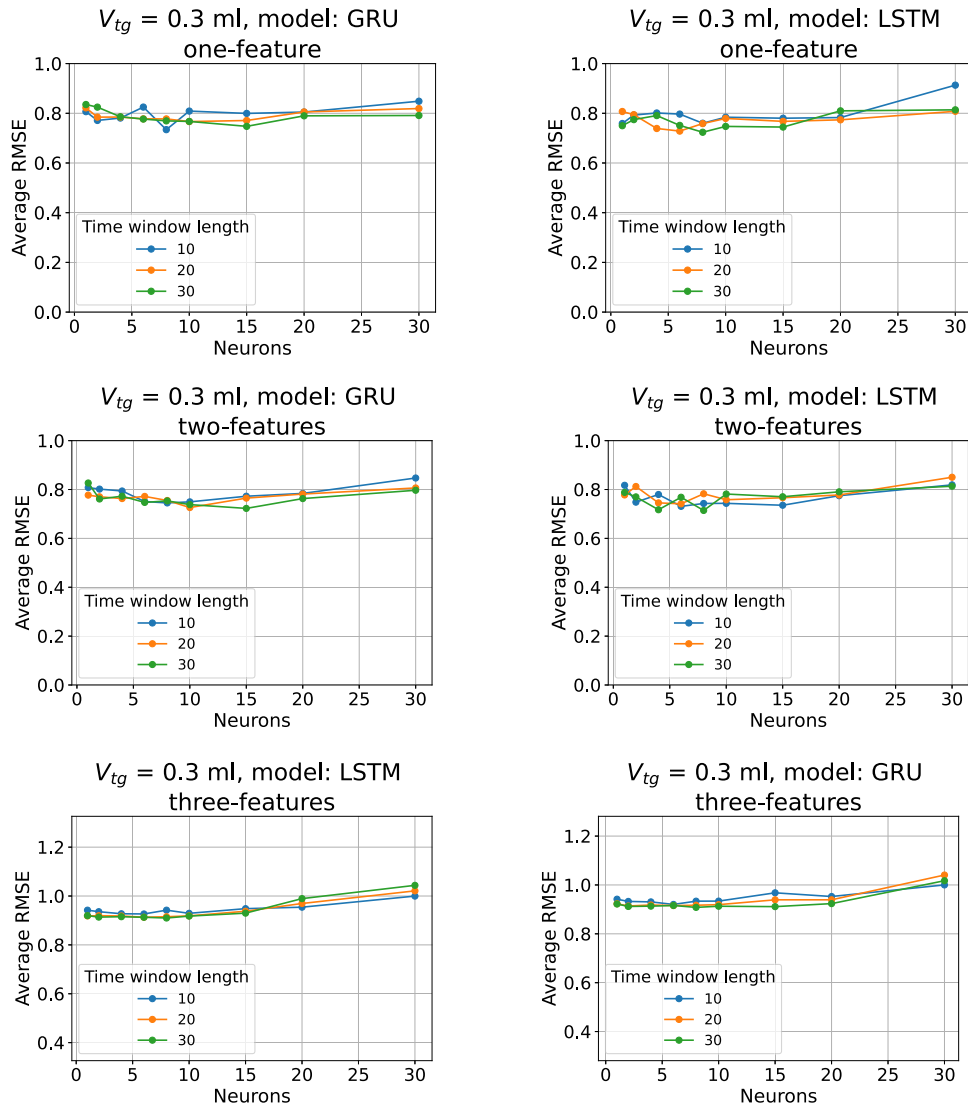 V_tg = 0.3 ml, model: GRU
one-feature
1.0
0.8
0.6
0.4
0.2
0.0
Average RMSE
Time window length
10
20
30
0 5 10 15 20 25 30
Neurons
V_tg = 0.3 ml, model: LSTM
one-feature
1.0
0.8
0.6
0.4
0.2
0.0
Average RMSE
Time window length
10
20
30
0 5 10 15 20 25 30
Neurons
V_tg = 0.3 ml, model: GRU
two-features
1.0
0.8
0.6
0.4
0.2
0.0
Average RMSE
Time window length
10
20
30
0 5 10 15 20 25 30
Neurons
V_tg = 0.3 ml, model: LSTM
two-features
1.0
0.8
0.6
0.4
0.2
0.0
Average RMSE
Time window length
10
20
30
0 5 10 15 20 25 30
Neurons
V_tg = 0.3 ml, model: LSTM
three-features
1.2
1.0
0.8
0.6
0.4
Average RMSE
Time window length
10
20
30
0 5 10 15 20 25 30
Neurons
V_tg = 0.3 ml, model: GRU
three-features
1.2
1.0
0.8
0.6
0.4
Average RMSE
Time window length
10
20
30
0 5 10 15 20 25 30
Neurons